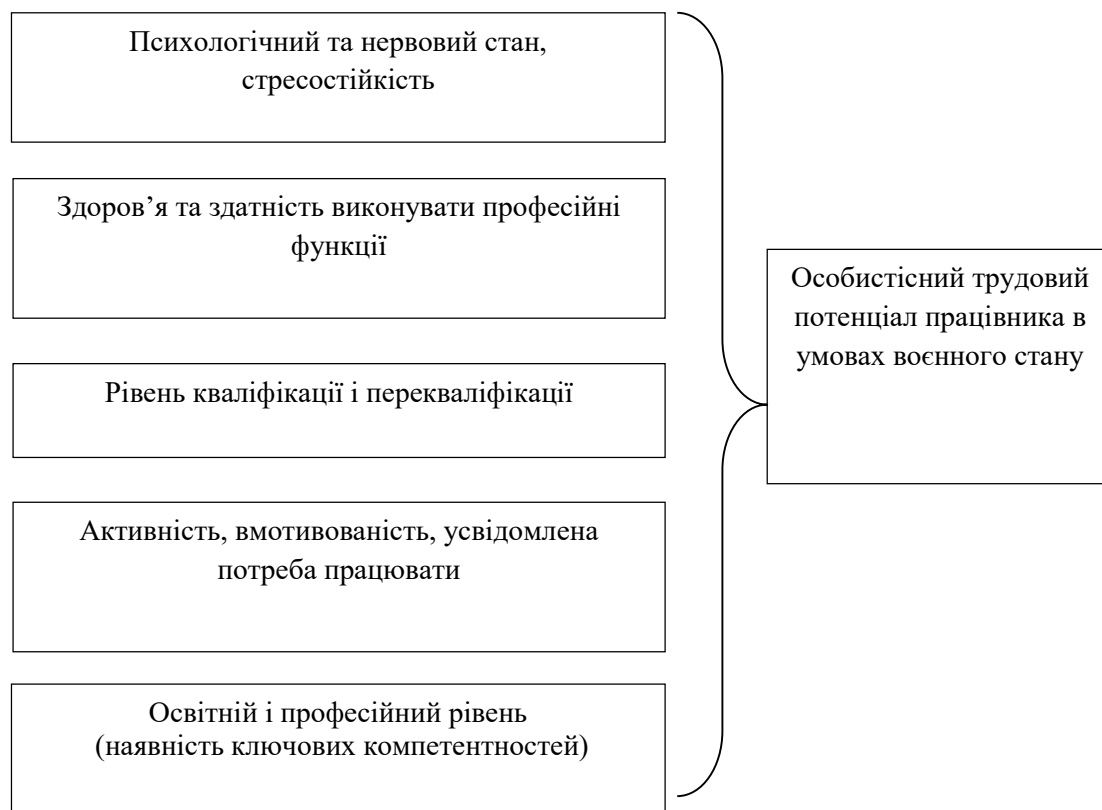 Психологічний та нервовий стан,
стресостійкість
Здоров’я та здатність виконувати професійні
функції
Рівень кваліфікації і перекваліфікації
Активність, вмотивованість, усвідомлена
потреба працювати
Освітній і професійний рівень
(наявність ключових компетентностей)
Особистісний трудовий
потенціал працівника в
умовах воєнного стану